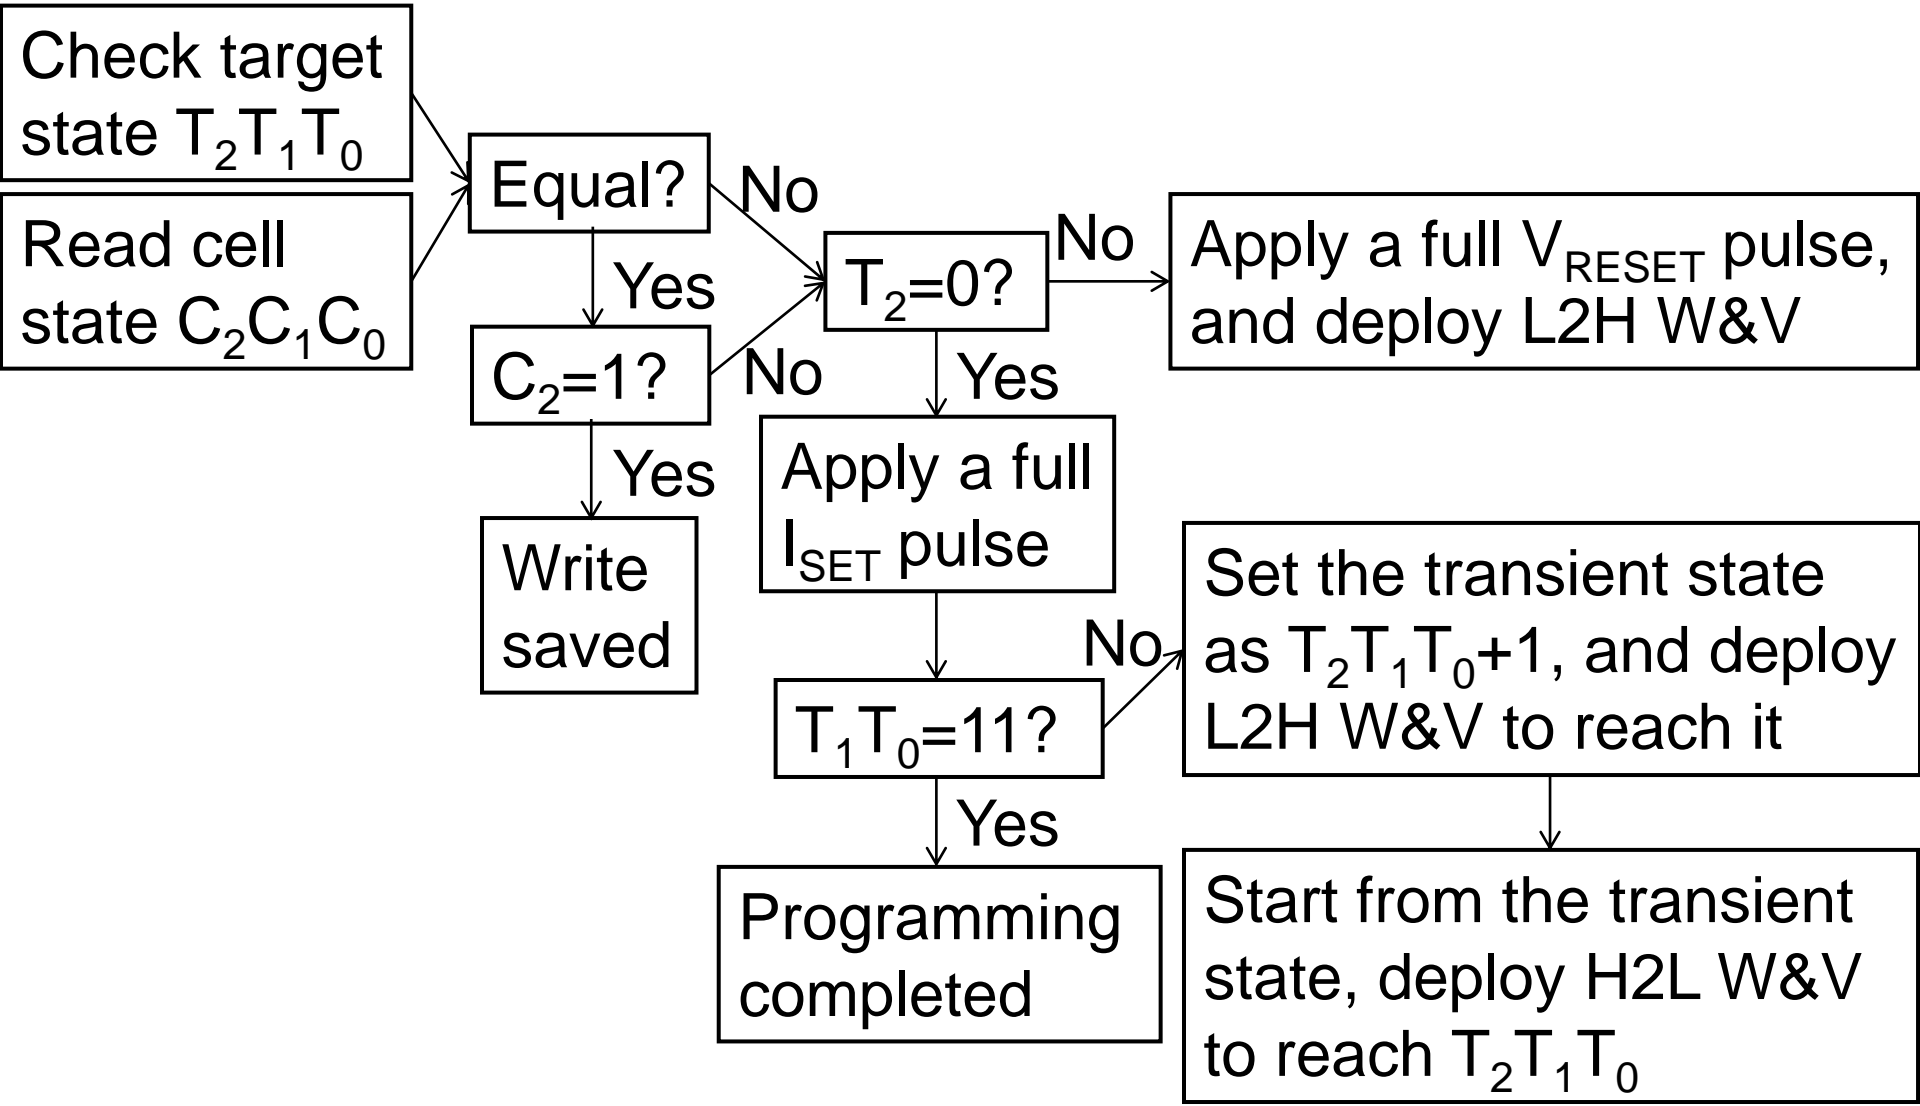 Check target
state T₂T₁T₀
Read cell
state C₂C₁C₀
Equal?
No
Yes
C₂=1?
No
Yes
Write
saved
T₂=0?
No
Yes
Apply a full V_RESET pulse,
and deploy L2H W&V
Apply a full
I_SET pulse
T₁T₀=11?
No
Yes
Programming
completed
Set the transient state
as T₂T₁T₀+1, and deploy
L2H W&V to reach it
Start from the transient
state, deploy H2L W&V
to reach T₂T₁T₀